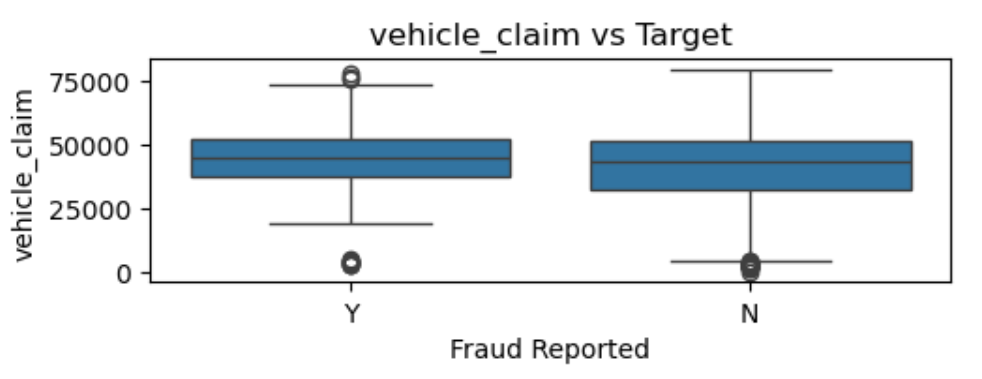 vehicle_claim vs Target
vehicle_claim
75000
50000
25000
0
Y N
Fraud Reported